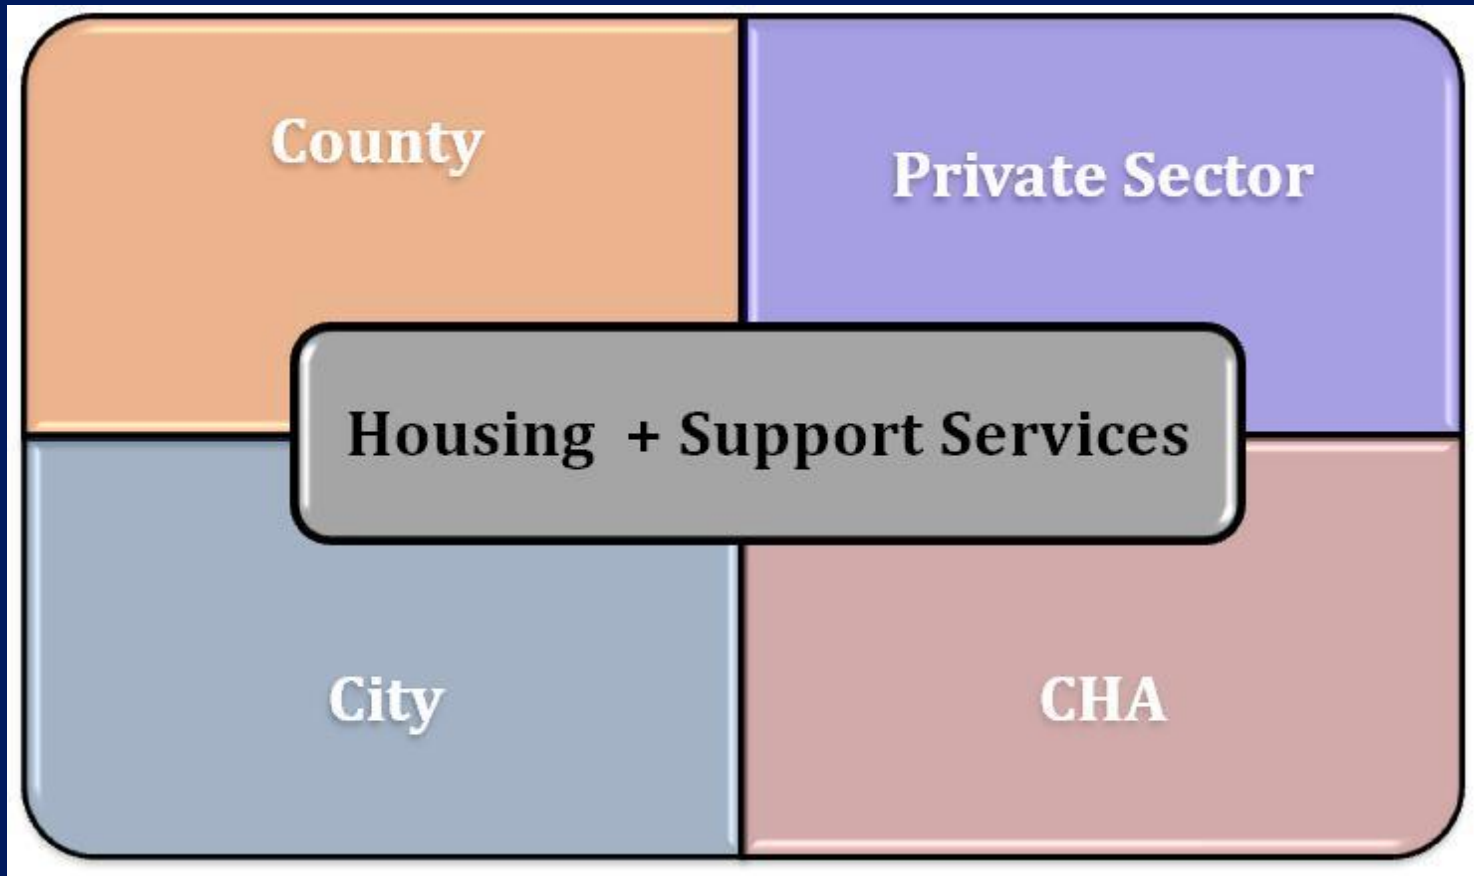 County
Private Sector
Housing + Support Services
City
CHA